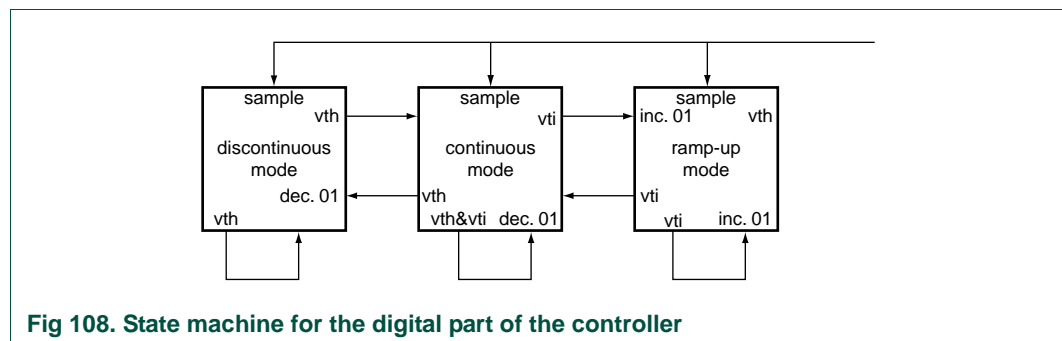 sample
vth
discontinuous
mode
dec. 01
vth
sample
vti
continuous
mode
vth
vth&vti dec. 01
sample
inc. 01 vth
ramp-up
mode
vti
vti inc. 01
Fig 108. State machine for the digital part of the controller